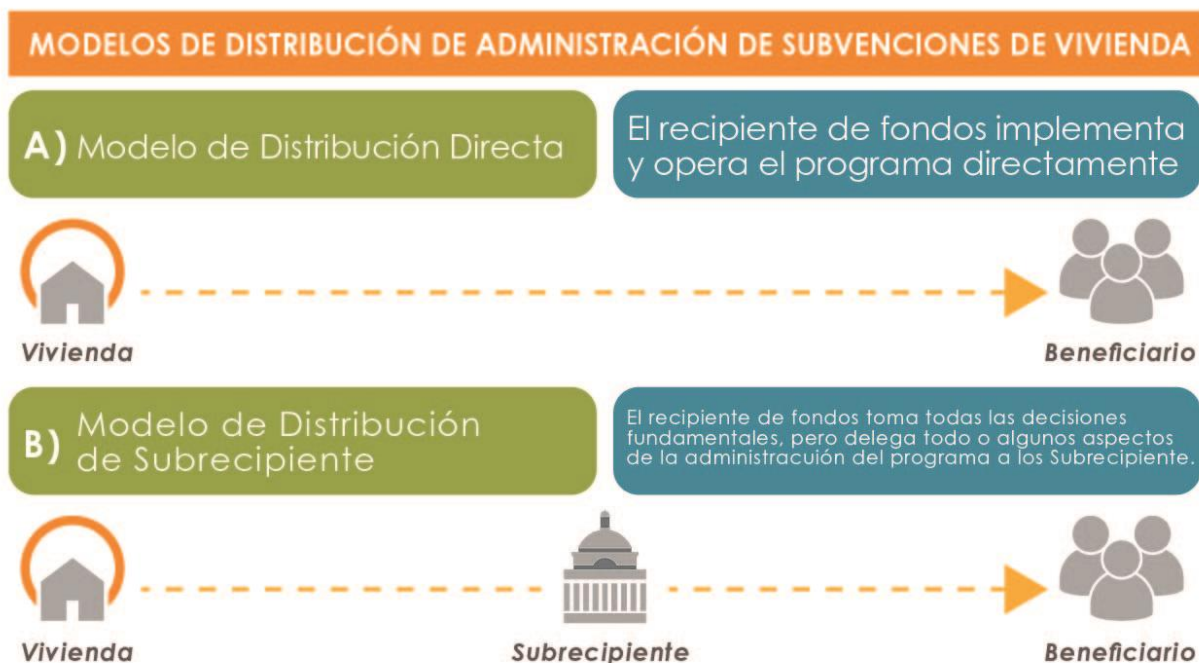 MODELOS DE DISTRIBUCIÓN DE ADMINISTRACIÓN DE SUBVENCIONES DE VIVIENDA
A) Modelo de Distribución Directa
El recipiente de fondos implementa
y opera el programa directamente
Vivienda
Beneficiario
B) Modelo de Distribución
de Subrecipiente
El recipiente de fondos toma todas las decisiones
fundamentales, pero delega todo o algunos aspectos
de la administracuión del programa a los Subrecipiente.
Vivienda
Subrecipiente
Beneficiario